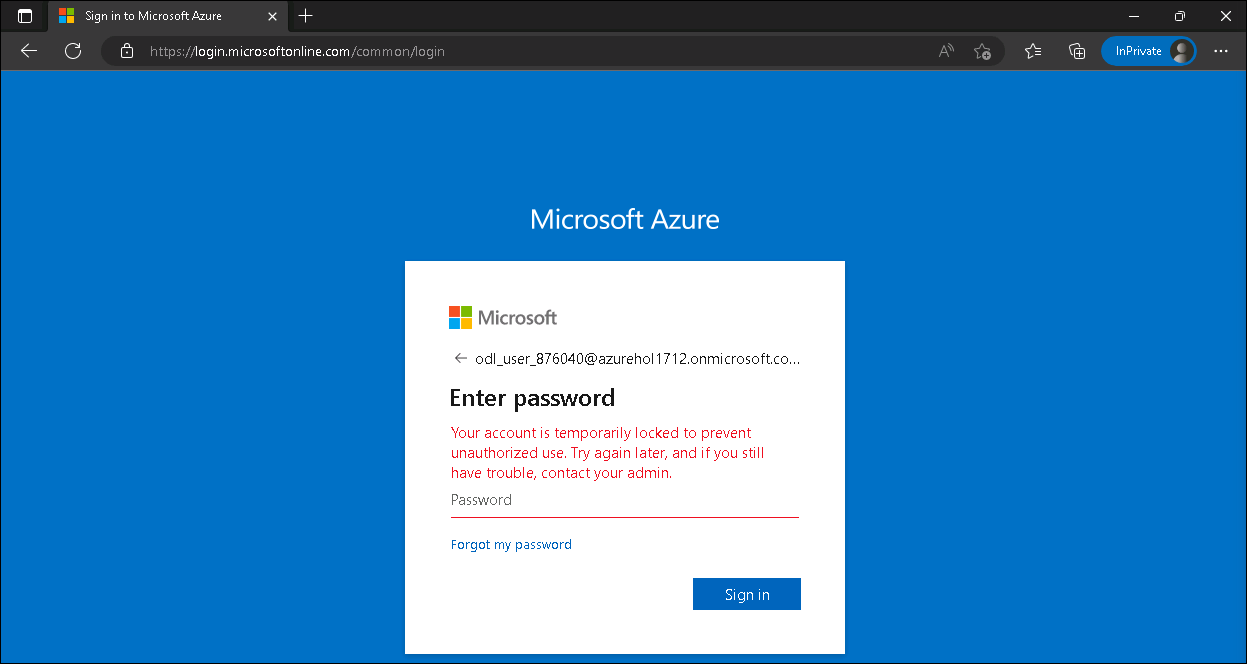 Sign in to Microsoft Azure
https://login.microsoftonline.com/common/login
InPrivate
Microsoft Azure
Microsoft
odl_user_876040@azurehol1712.onmicrosoft.co...
Enter password
Your account is temporarily locked to prevent
unauthorized use. Try again later, and if you still
have trouble, contact your admin.
Password
Forgot my password
Sign in